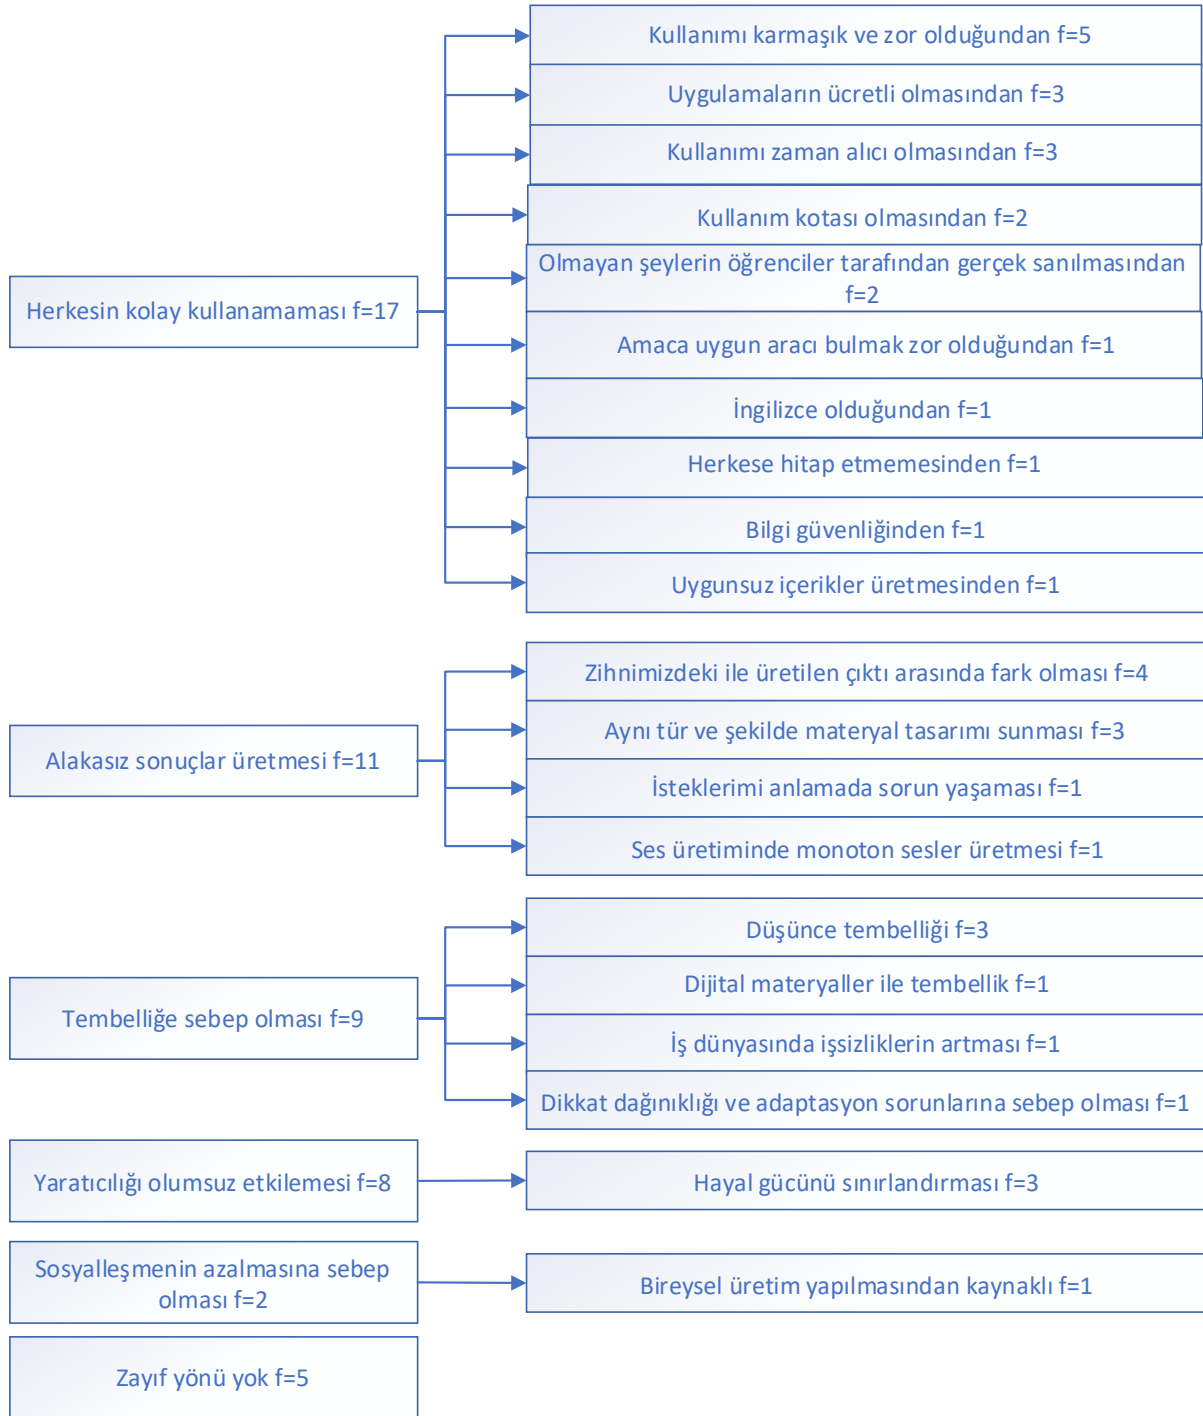 Herkesin kolay kullanamaması f=17
Kullanımı karmaşık ve zor olduğundan f=5
Uygulamaların ücretli olmasından f=3
Kullanımı zaman alıcı olmasından f=3
Kullanım kotası olmasından f=2
Olmayan şeylerin öğrenciler tarafından gerçek sanılmasından
f=2
Amaca uygun aracı bulmak zor olduğundan f=1
İngilizce olduğundan f=1
Herkese hitap etmemesinden f=1
Bilgi güvenliğinden f=1
Uygunsuz içerikler üretmesinden f=1
Alakasız sonuçlar üretmesi f=11
Zihnimizdeki ile üretilen çıktı arasında fark olması f=4
Aynı tür ve şekilde materyal tasarımı sunması f=3
İsteklerimi anlamada sorun yaşaması f=1
Ses üretiminde monoton sesler üretmesi f=1
Tembelliğe sebep olması f=9
Düşünce tembelliği f=3
Dijital materyaller ile tembellik f=1
İş dünyasında işsizliklerin artması f=1
Dikkat dağınıklığı ve adaptasyon sorunlarına sebep olması f=1
Yaratıcılığı olumsuz etkilemesi f=8
Hayal gücünü sınırlandırması f=3
Sosyalleşmenin azalmasına sebep
olması f=2
Bireysel üretim yapılmasından kaynaklı f=1
Zayıf yönü yok f=5